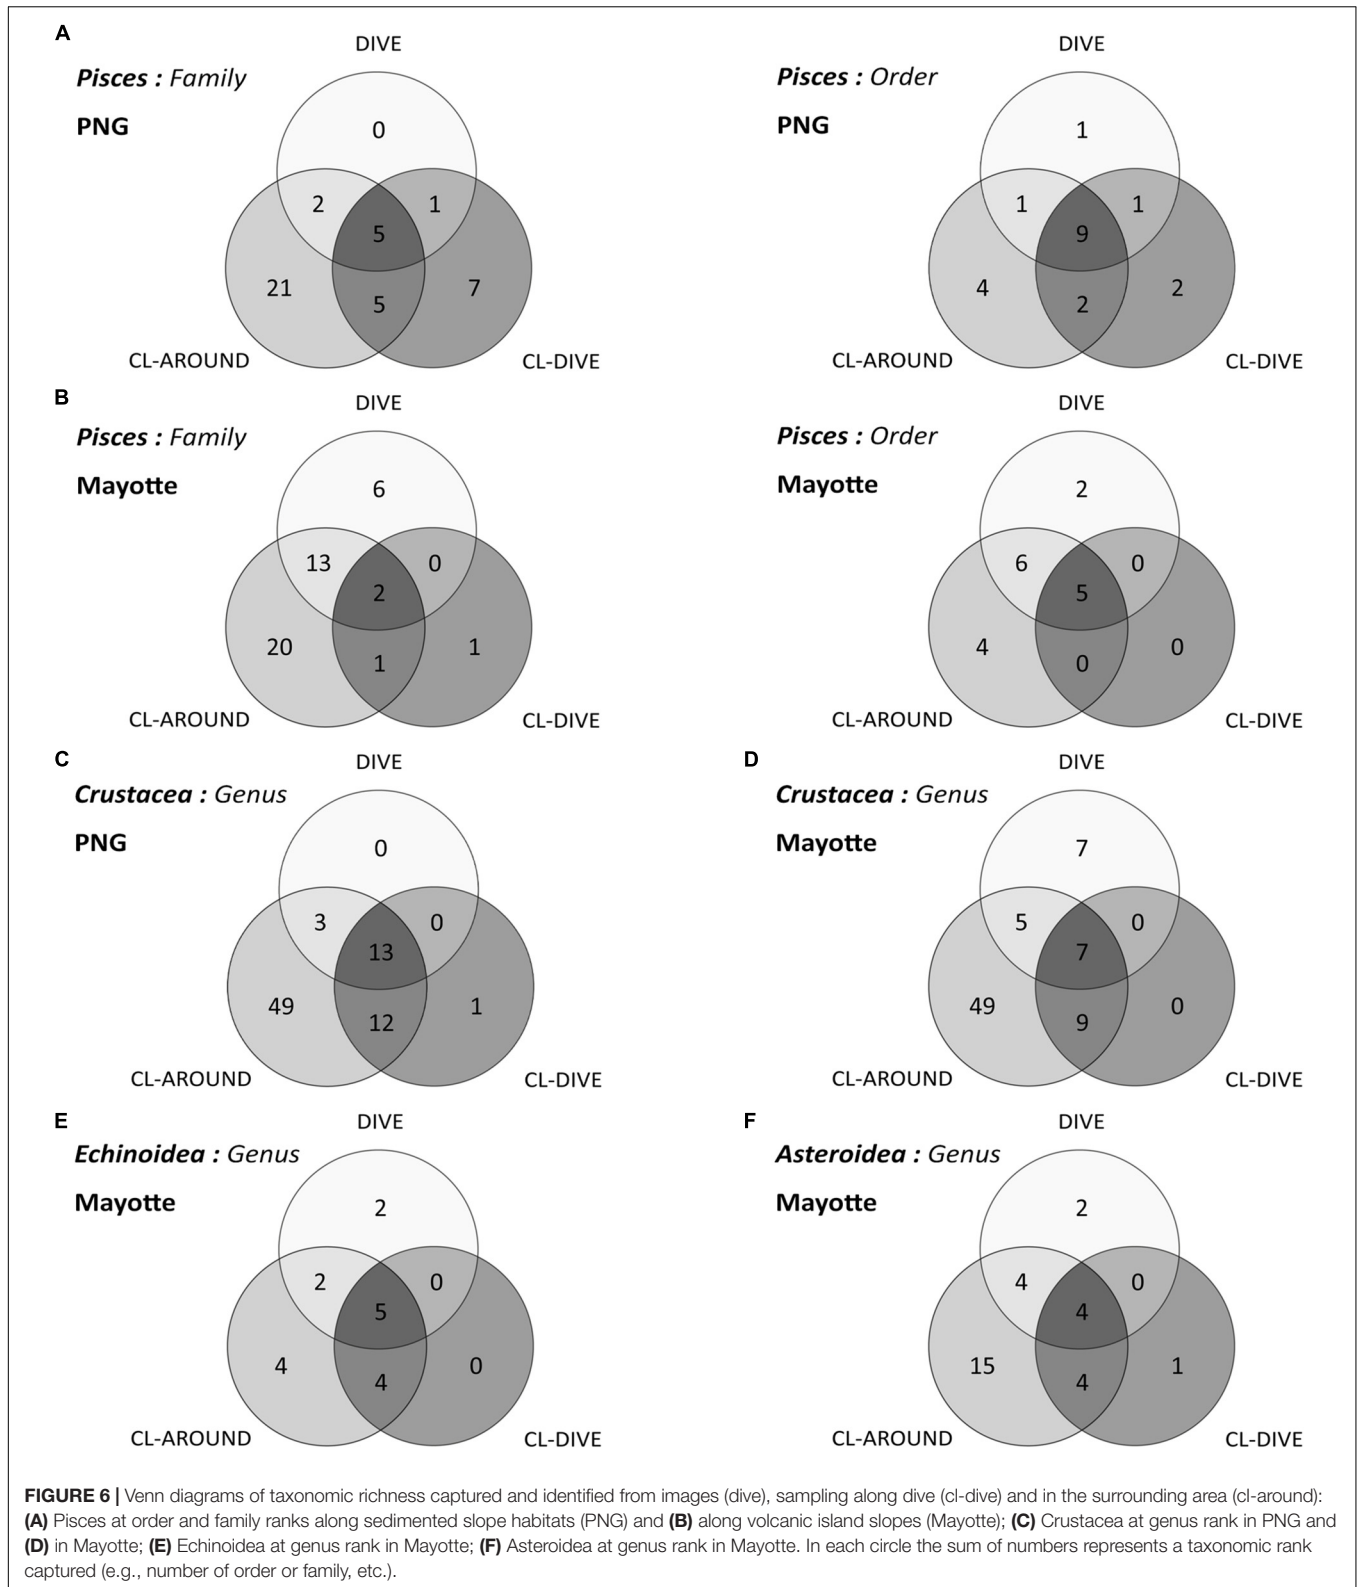 A
DIVE
Pisces : Family
PNG
0
2
1
5
21
7
5
CL-AROUND
CL-DIVE
DIVE
Pisces : Order
PNG
1
1
1
9
4
2
2
CL-AROUND
CL-DIVE
B
DIVE
Pisces : Family
Mayotte
6
13
0
2
20
1
1
CL-AROUND
CL-DIVE
DIVE
Pisces : Order
Mayotte
2
6
0
5
4
0
0
CL-AROUND
CL-DIVE
C
DIVE
Crustacea : Genus
PNG
0
3
0
13
49
1
12
CL-AROUND
CL-DIVE
D
DIVE
Crustacea : Genus
Mayotte
7
5
0
7
49
0
9
CL-AROUND
CL-DIVE
E
DIVE
Echinoidea : Genus
Mayotte
2
2
0
5
4
0
4
CL-AROUND
CL-DIVE
F
DIVE
Asteroidea : Genus
Mayotte
2
4
0
4
15
1
4
CL-AROUND
CL-DIVE
FIGURE 6 | Venn diagrams of taxonomic richness captured and identified from images (dive), sampling along dive (cl-dive) and in the surrounding area (cl-around):
(A) Pisces at order and family ranks along sedimented slope habitats (PNG) and (B) along volcanic island slopes (Mayotte); (C) Crustacea at genus rank in PNG and
(D) in Mayotte; (E) Echinoidea at genus rank in Mayotte; (F) Asteroidea at genus rank in Mayotte. In each circle the sum of numbers represents a taxonomic rank
captured (e.g., number of order or family, etc.).